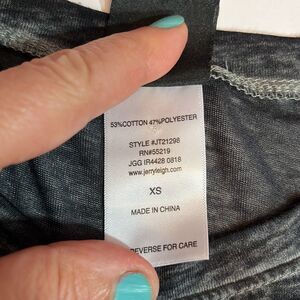 53%COTTON 47%POLYESTER
STYLE #JT21298
RN#55219
JGG IR4428 0818
www.jerryleigh.com
XS
MADE IN CHINA
REVERSE FOR CARE